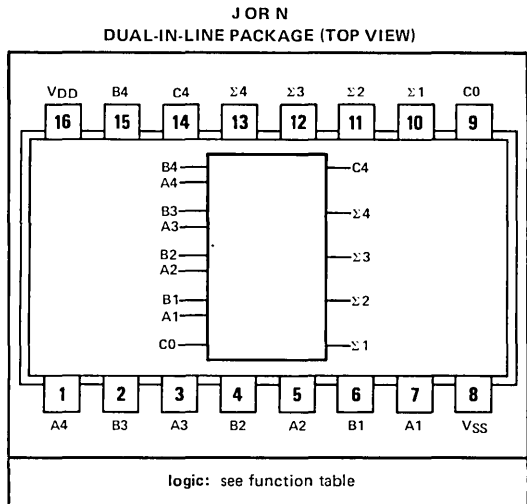 J OR N
DUAL-IN-LINE PACKAGE (TOP VIEW)
VDD B4 C4 Σ4 Σ3 Σ2 Σ1 C0
16 15 14 13 12 11 10 9
B4 C4
A4
B3 Σ4
A3
B2 Σ3
A2
B1 Σ2
A1
C0 Σ1
1 2 3 4 5 6 7 8
A4 B3 A3 B2 A2 B1 A1 VSS
logic: see function table